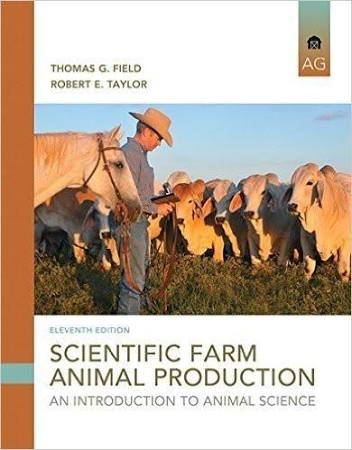 AG
THOMAS G. FIELD
ROBERT E. TAYLOR
ELEVENTH EDITION
SCIENTIFIC FARM
ANIMAL PRODUCTION
AN INTRODUCTION TO ANIMAL SCIENCE